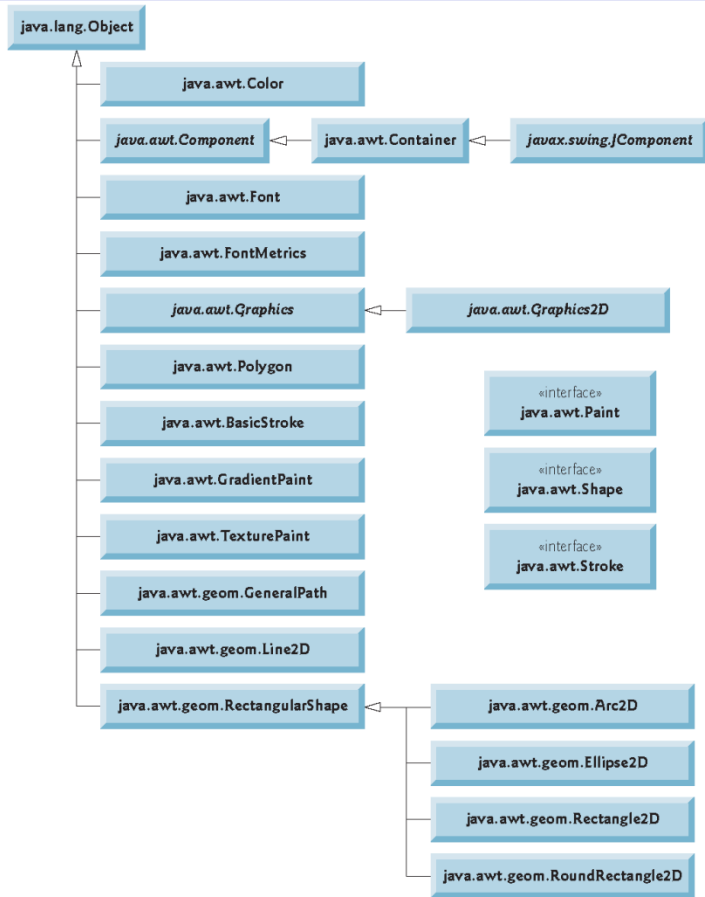 java.lang.Object
java.awt.Color
java.awt.Component
java.awt.Container
javax.swing.JComponent
java.awt.Font
java.awt.FontMetrics
java.awt.Graphics
java.awt.Graphics2D
java.awt.Polygon
«interface»
java.awt.Paint
java.awt.BasicStroke
«interface»
java.awt.Shape
java.awt.GradientPaint
java.awt.TexturePaint
«interface»
java.awt.Stroke
java.awt.geom.GeneralPath
java.awt.geom.Line2D
java.awt.geom.RectangularShape
java.awt.geom.Arc2D
java.awt.geom.Ellipse2D
java.awt.geom.Rectangle2D
java.awt.geom.RoundRectangle2D